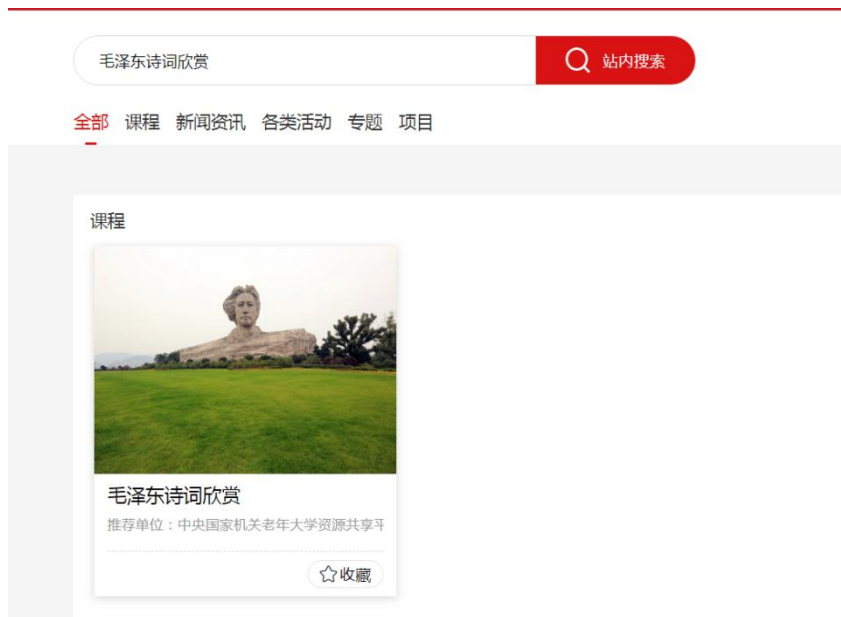 毛泽东诗词欣赏
站内搜索
全部 课程 新闻资讯 各类活动 专题 项目
课程
毛泽东诗词欣赏
推荐单位：中央国家机关老年大学资源共享平
收藏